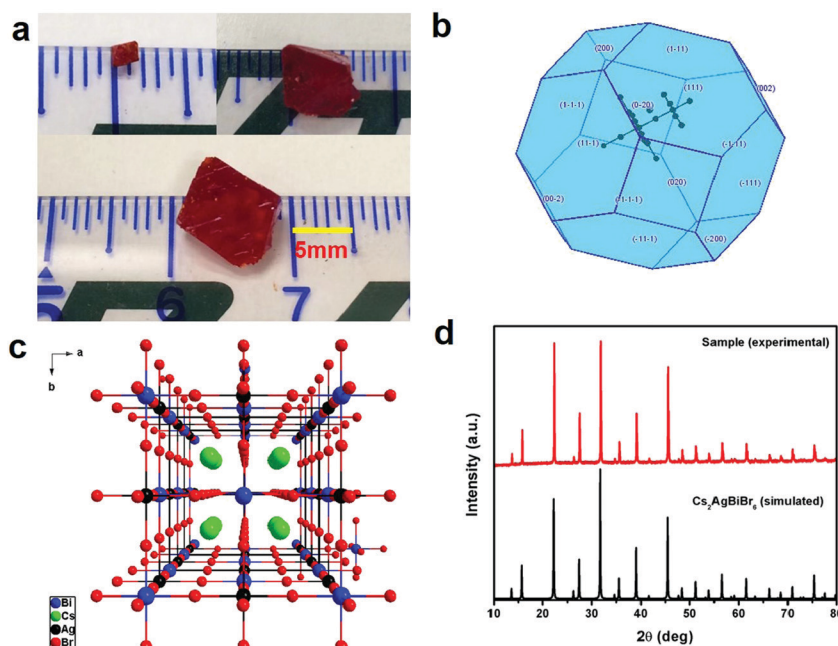 a
5
6
7
5mm
b
(200)
(1-11)
(002)
(111)
(1-1-1)
(0-20)
(11-1)
(-1-11)
(020)
(-111)
(00-2)
(-1-1-1)
(-11-1)
(-200)
c
a
b
Bi
Cs
Ag
Br
d
Sample (experimental)
Cs₂AgBiBr₆ (simulated)
Intensity (a.u.)
10 20 30 40 50 60 70 80
2θ (deg)